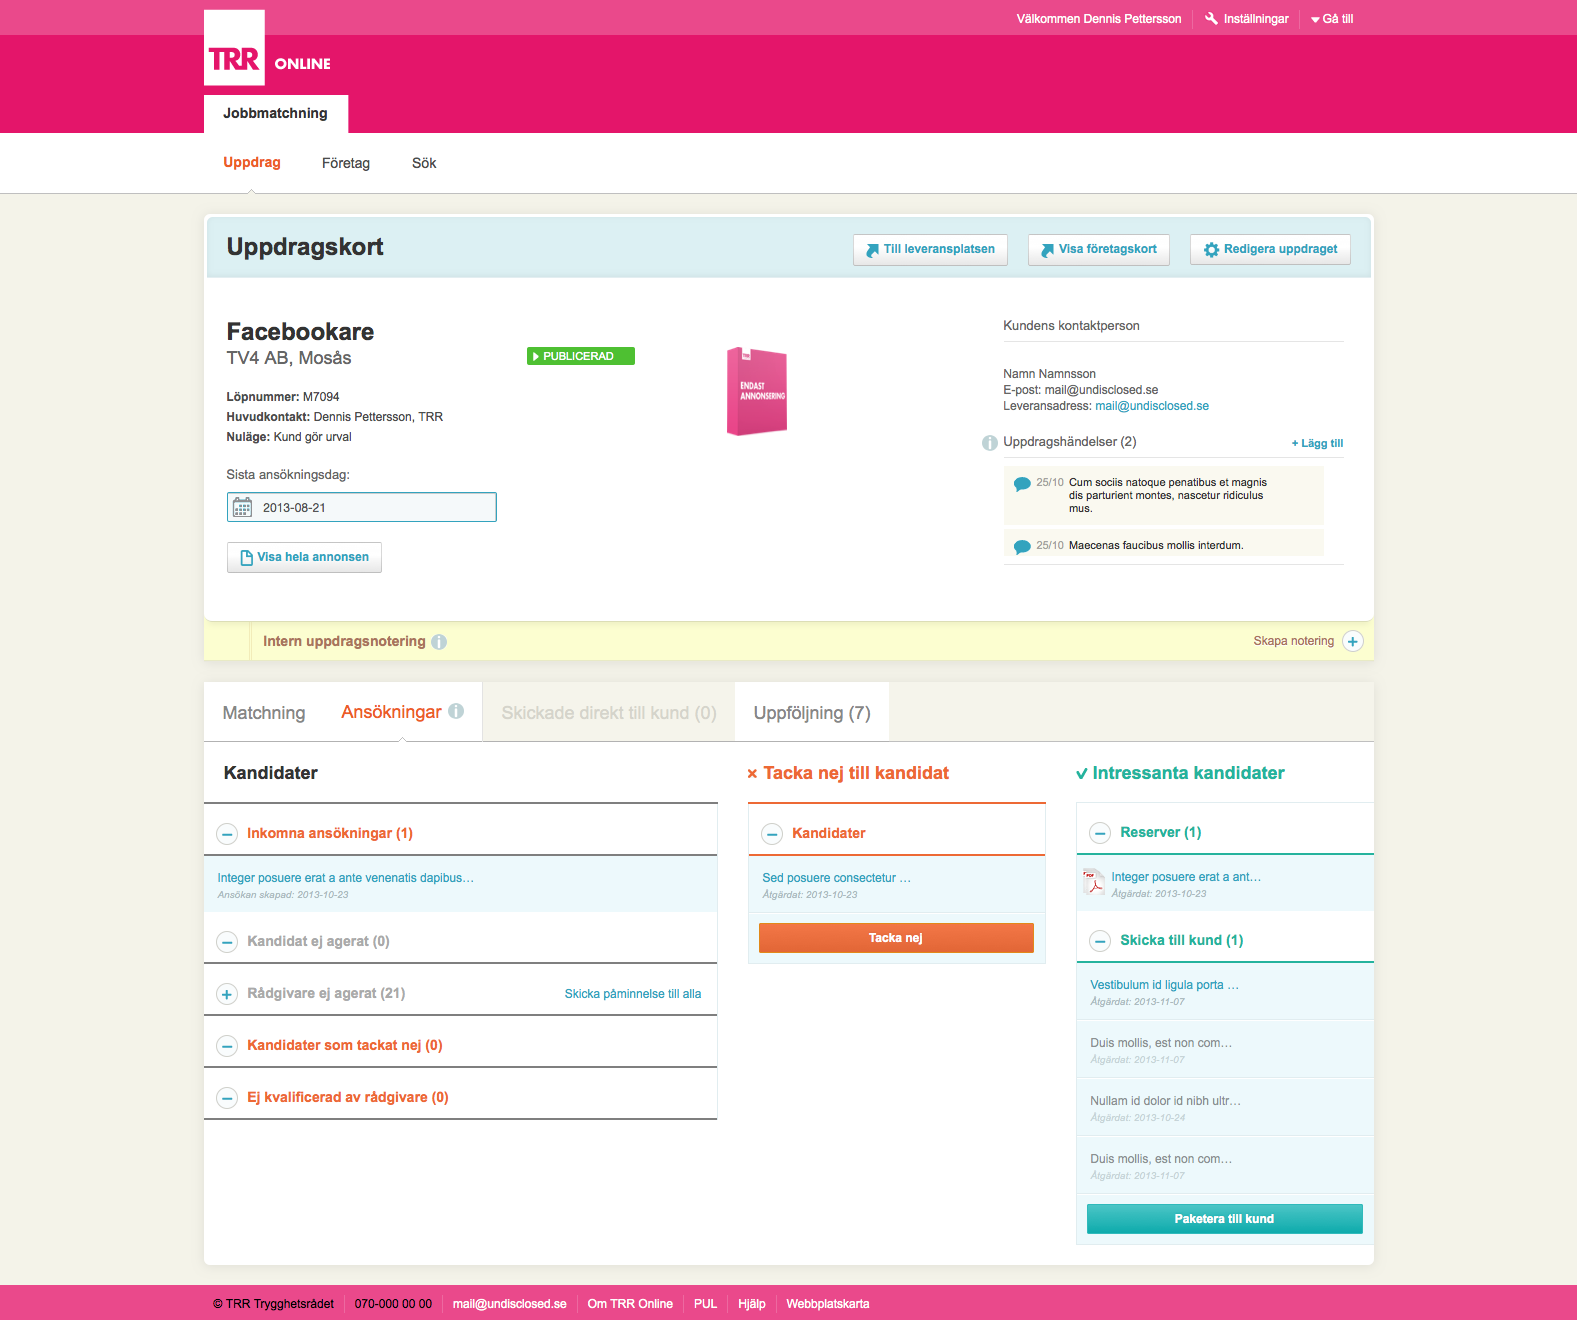 Välkommen Dennis Pettersson
Inställningar
Gå till
TRR
ONLINE
Jobbmatchning
Uppdrag
Företag
Sök
Uppdragskort
Till leveransplatsen
Visa företagskort
Redigera uppdraget
Facebookare
TV4 AB, Mosås
PUBLICERAD
Löpnummer: M7094
Huvudkontakt: Dennis Pettersson, TRR
Nuläge: Kund gör urval
Sista ansökningsdag:
2013-08-21
Visa hela annonsen
TRR
ENDAST
ANNONSERING
Kundens kontaktperson
Namn Namnsson
E-post: mail@undisclosed.se
Leveransadress: mail@undisclosed.se
Uppdragshändelser (2)
+ Lägg till
25/10 Cum sociis natoque penatibus et magnis
dis parturient montes, nascetur ridiculus
mus.
25/10 Maecenas faucibus mollis interdum.
Intern uppdragsnotering
Skapa notering
Matchning
Ansökningar
Skickade direkt till kund (0)
Uppföljning (7)
Kandidater
Inkomna ansökningar (1)
Integer posuere erat a ante venenatis dapibus…
Ansökan skapad: 2013-10-23
Kandidat ej agerat (0)
Rådgivare ej agerat (21)
Skicka påminnelse till alla
Kandidater som tackat nej (0)
Ej kvalificerad av rådgivare (0)
Tacka nej till kandidat
Kandidater
Sed posuere consectetur …
Åtgärdat: 2013-10-23
Tacka nej
Intressanta kandidater
Reserver (1)
PDF
Integer posuere erat a ant…
Åtgärdat: 2013-10-23
Skicka till kund (1)
Vestibulum id ligula porta …
Åtgärdat: 2013-11-07
Duis mollis, est non com…
Åtgärdat: 2013-11-07
Nullam id dolor id nibh ultr…
Åtgärdat: 2013-10-24
Duis mollis, est non com…
Åtgärdat: 2013-11-07
Paketera till kund
© TRR Trygghetsrådet
070-000 00 00
mail@undisclosed.se
Om TRR Online
PUL
Hjälp
Webbplatskarta